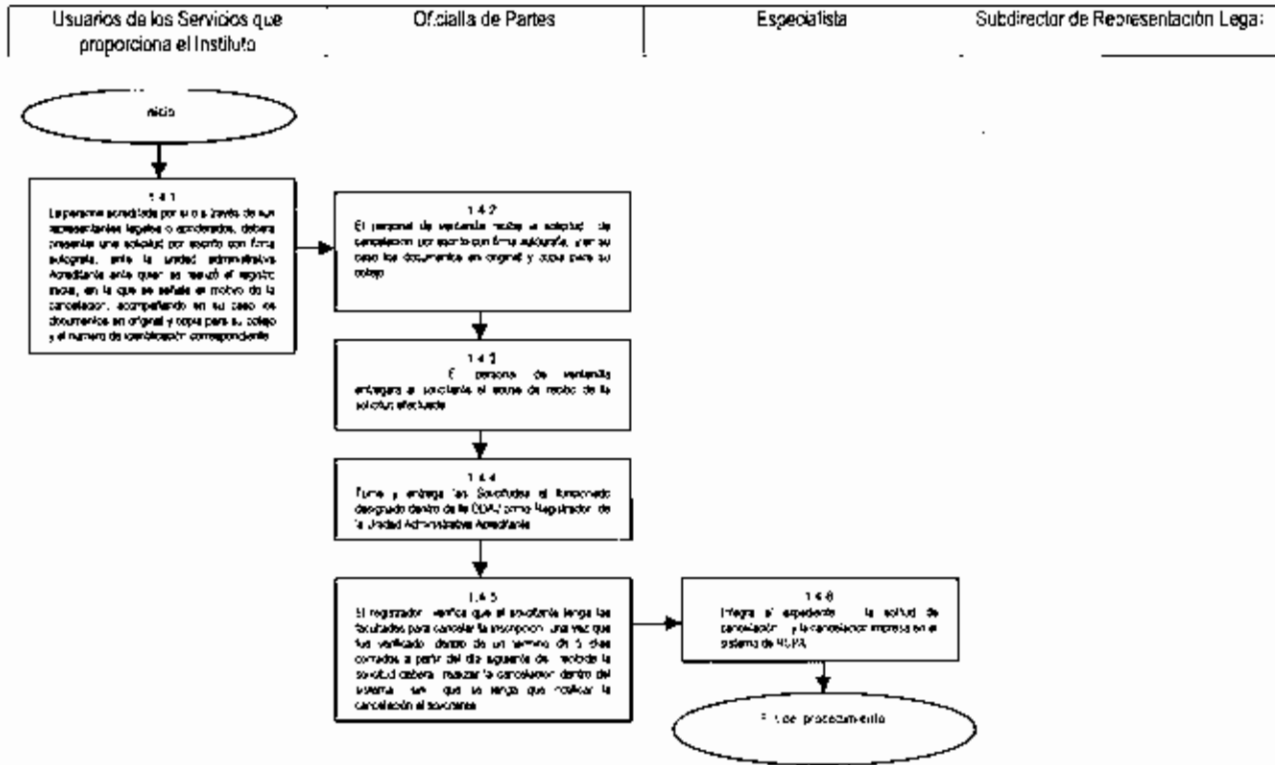 Usuarios de los Servicios que
proporciona el Instituto
Oficialía de Partes
Especialista
Subdirector de Representación Legal
Inicio
1.4.1
La persona acreditada por si o a través de sus
representantes legales o apoderados, deberá
presentar una solicitud por escrito con firma
autógrafa, ante la unidad administrativa
Acreditante ante quien se realizó el registro
inicial, en la que se señale el motivo de la
cancelación, acompañando en su caso los
documentos en original y copia para su cotejo
y el numero de identificación correspondiente
1.4.2
El personal de ventanilla recibe la solicitud de
cancelación por escrito con firma autógrafa, y en su
caso los documentos en original y copia para su
cotejo
1.4.3
El persona de ventanilla
entregara al solicitante el acuse de recibo de la
solicitud efectuada
1.4.4
Turna y entrega las Solicitudes al funcionario
designado dentro de la como Registrador de
la Unidad Administrativa Acreditante
1.4.5
El registrador verifica que el solicitante tenga las
facultades para cancelar la inscripción una vez que
fue verificado dentro de un termino de 5 días
contados a partir del día siguiente de recibida la
solicitud deberá realizar la cancelación dentro del
sistema sin que se tenga que notificar la
cancelación al solicitante
1.4.6
Integra al expediente la solitud de
cancelación y la cancelación impresa en el
sistema de RUPA
Fin de procedimiento